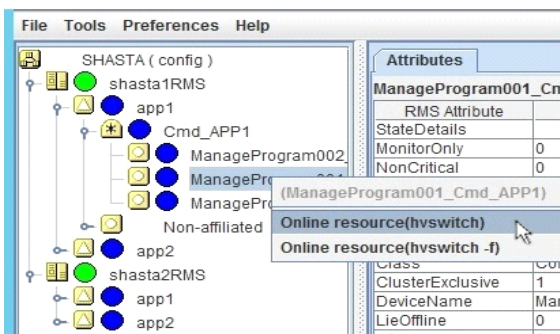 File Tools Preferences Help
SHASTA ( config )
shasta1RMS
app1
Cmd_APP1
ManageProgram002_
ManageProgram001
ManagePro
Non-affiliated
app2
shasta2RMS
app1
app2
Attributes
ManageProgram001_Cm
RMS Attribute
StateDetails
MonitorOnly 0
NonCritical 0
(ManageProgram001_Cmd_APP1)
Online resource(hvswitch)
Online resource(hvswitch -f)
Class
ClusterExclusive 1
DeviceName Mar
LieOffline 0